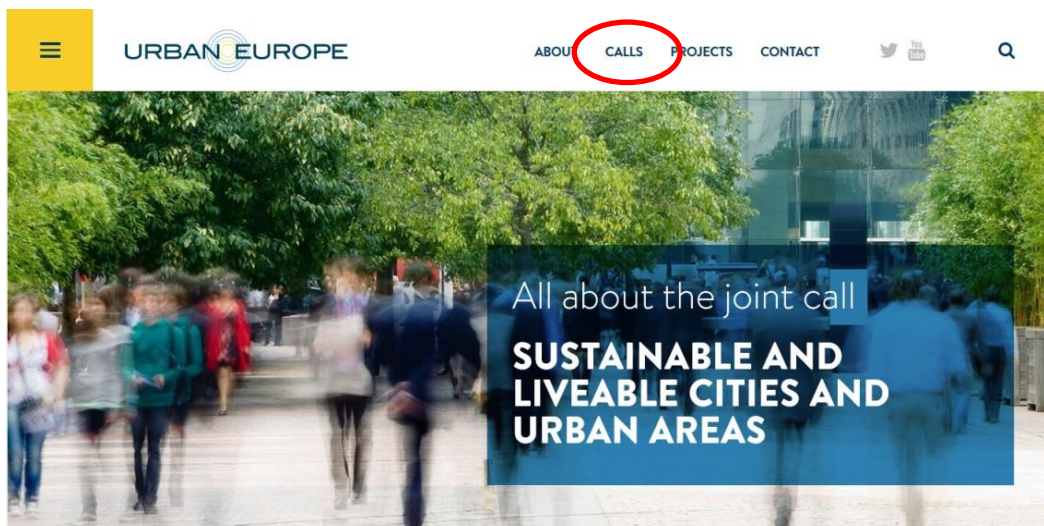 URBAN EUROPE
ABOUT CALLS PROJECTS CONTACT
You
Tube
All about the joint call
SUSTAINABLE AND
LIVEABLE CITIES AND
URBAN AREAS